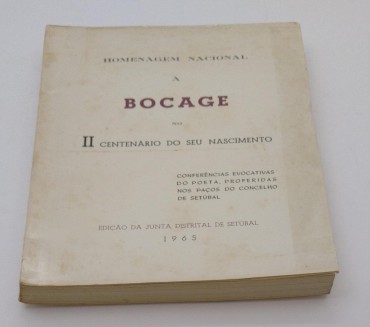 HOMENAGEM NACIONAL
A
BOCAGE
NO
II CENTENÁRIO DO SEU NASCIMENTO
CONFERÊNCIAS EVOCATIVAS
DO POETA, PROFERIDAS
NOS PAÇOS DO CONCELHO
DE SETÚBAL
EDIÇÃO DA JUNTA DISTRITAL DE SETÚBAL
1965